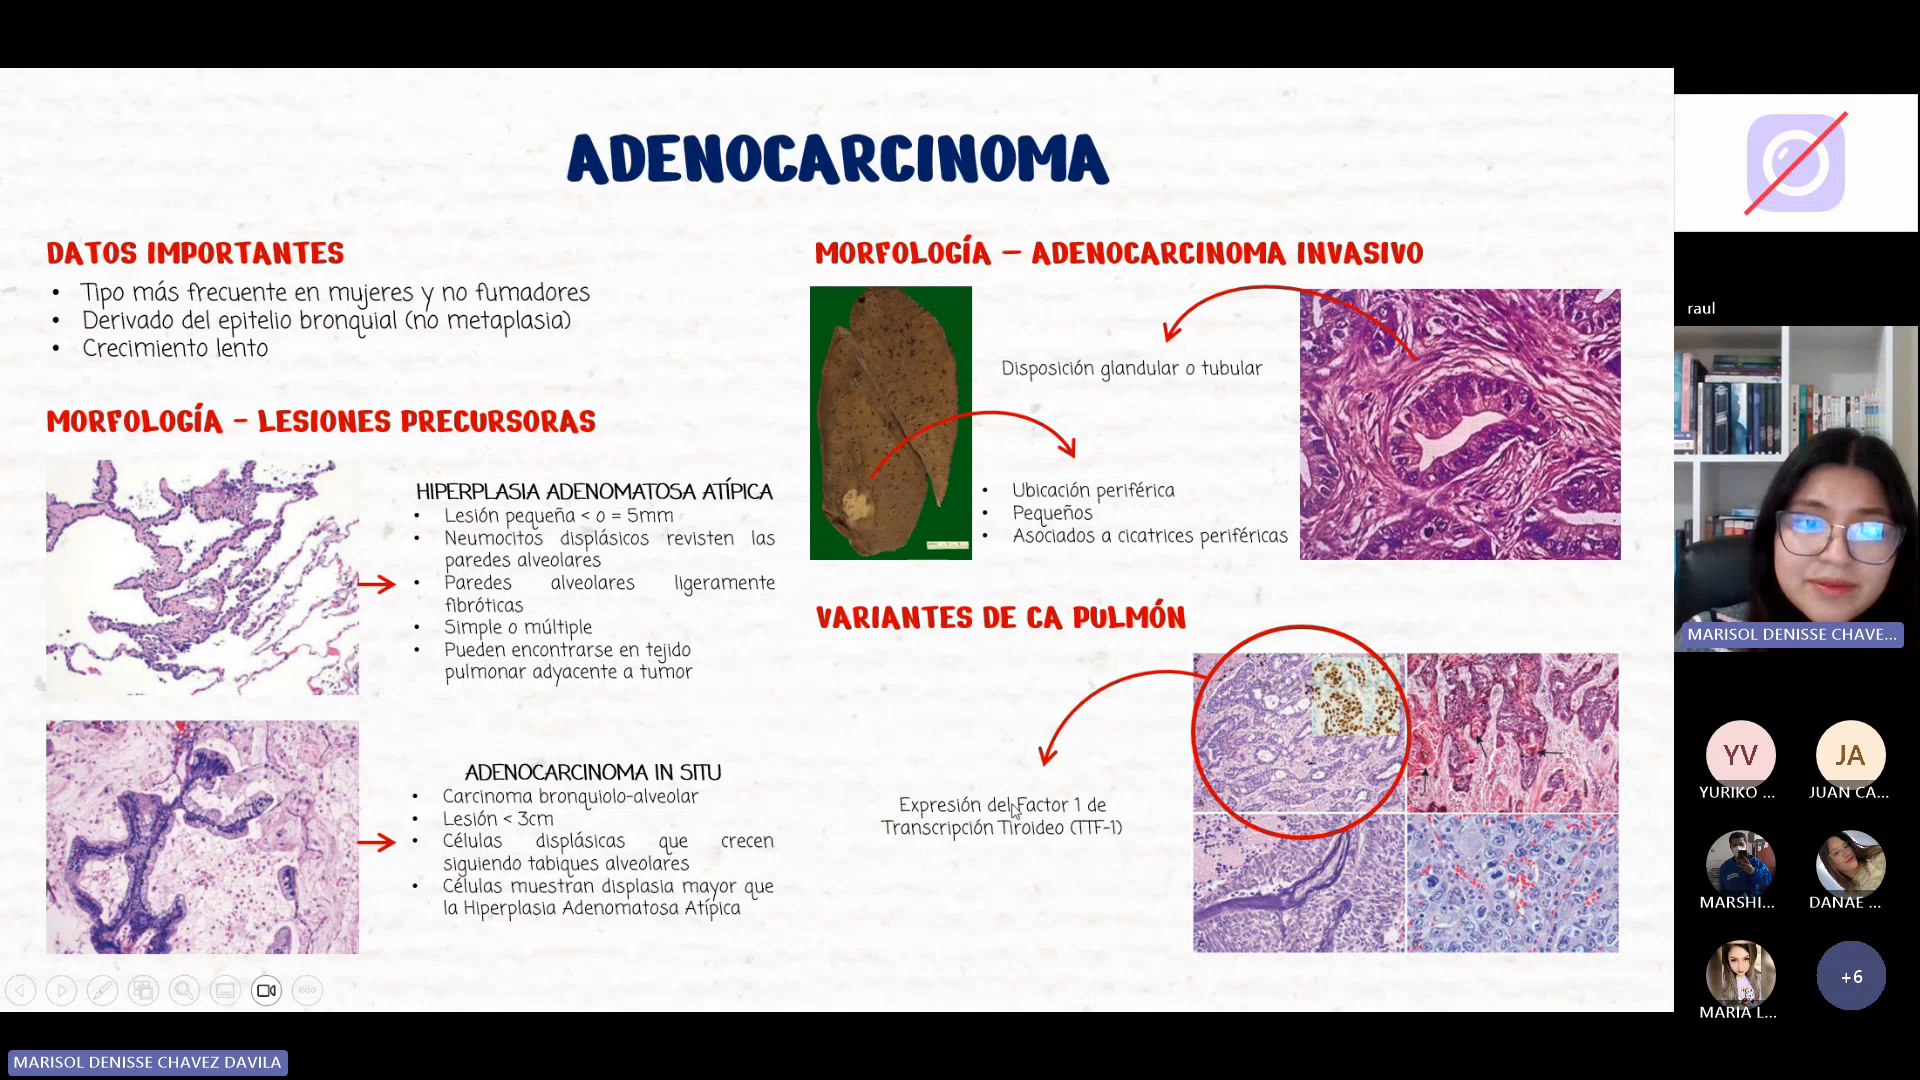 ADENOCARCINOMA
DATOS IMPORTANTES
• Tipo más frecuente en mujeres y no fumadores
• Derivado del epitelio bronquial (no metaplasia)
• Crecimiento lento
MORFOLOGÍA - LESIONES PRECURSORAS
HIPERPLASIA ADENOMATOSA ATÍPICA
• Lesión pequeña < o = 5mm
• Neumocitos displásicos revisten las
paredes alveolares
• Paredes alveolares ligeramente
fibróticas
• Simple o múltiple
• Pueden encontrarse en tejido
pulmonar adyacente a tumor
ADENOCARCINOMA IN SITU
• Carcinoma bronquiolo-alveolar
• Lesión < 3cm
• Células displásicas que crecen
siguiendo tabiques alveolares
• Células muestran displasia mayor que
la Hiperplasia Adenomatosa Atípica
MORFOLOGÍA – ADENOCARCINOMA INVASIVO
Disposición glandular o tubular
• Ubicación periférica
• Pequeños
• Asociados a cicatrices periféricas
VARIANTES DE CA PULMÓN
Expresión del Factor 1 de
Transcripción Tiroideo (TTF-1)
raul
MARISOL DENISSE CHAVE...
YV
YURIKO ...
JA
JUAN CA...
MARSHI...
DANAE ...
MARIA L...
+6
MARISOL DENISSE CHAVEZ DAVILA